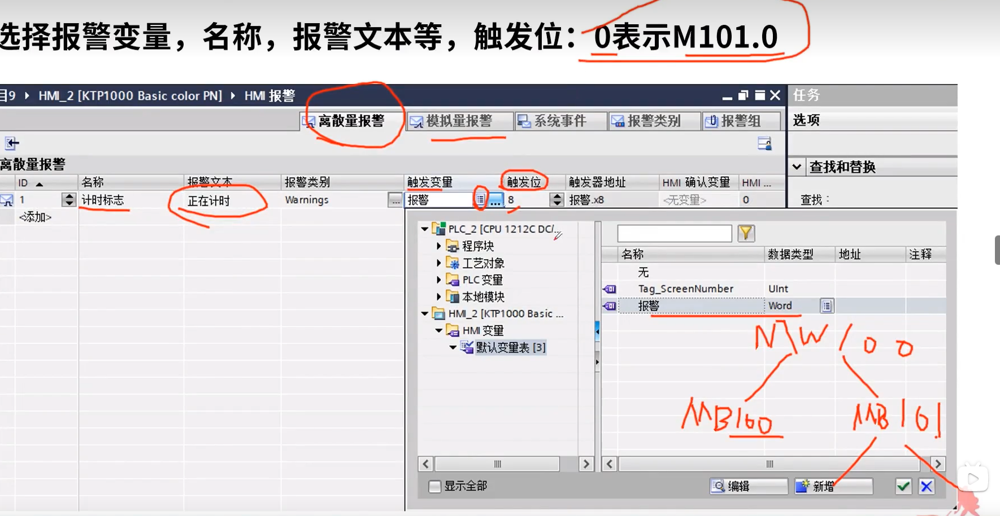 选择报警变量，名称，报警文本等，触发位：0表示M101.0
目9 HMI_2 [KTP1000 Basic color PN] HMI 报警
任务
离散量报警 模拟量报警 系统事件 报警类别 报警组
选项
离散量报警
查找和替换
ID 名称 报警文本 报警类别 触发变量 触发位 触发器地址 HMI 确认变量 HMI ...
1 计时标志 正在计时 Warnings ... 报警 ... 8 报警.x8 <无变量> 0
查找：
<添加>
PLC_2 [CPU 1212C DC/...
程序块
名称 数据类型 地址 注释
工艺对象
无
PLC 变量
Tag_ScreenNumber UInt
本地模块
报警 Word
HMI_2 [KTP1000 Basic ...
HMI 变量
默认变量表 [3]
MW100
MB100 MB101
显示全部
编辑 新增